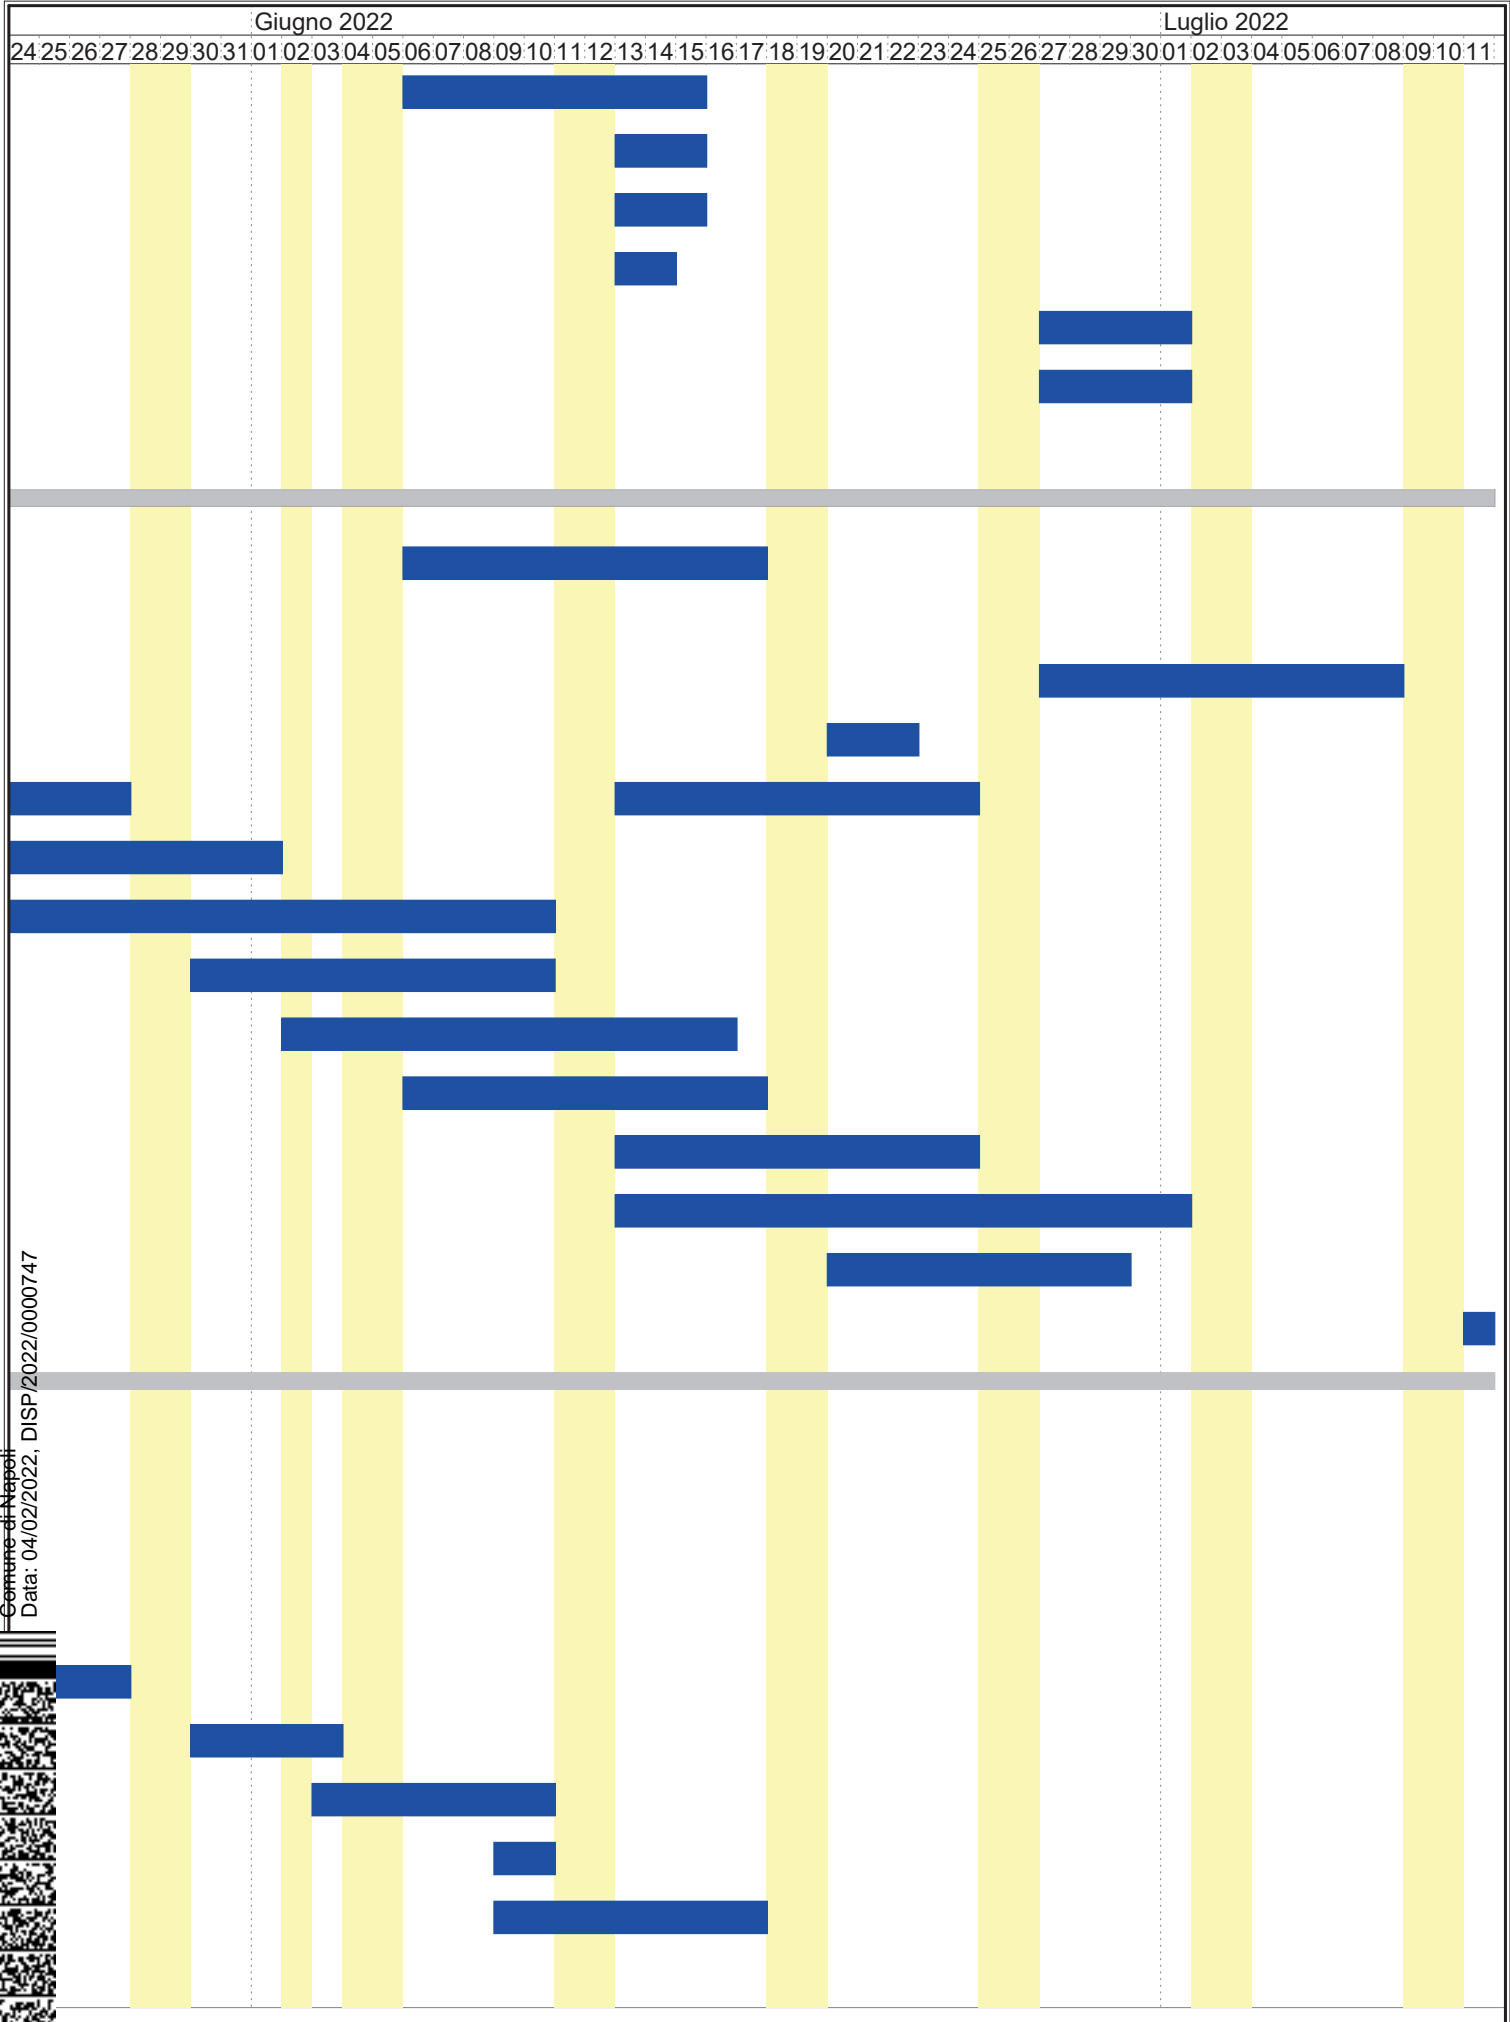 Giugno 2022 Luglio 2022
24 25 26 27 28 29 30 31 01 02 03 04 05 06 07 08 09 10 11 12 13 14 15 16 17 18 19 20 21 22 23 24 25 26 27 28 29 30 01 02 03 04 05 06 07 08 09 10 11
Comune di Napoli
Data: 04/02/2022, DISP/2022/0000747